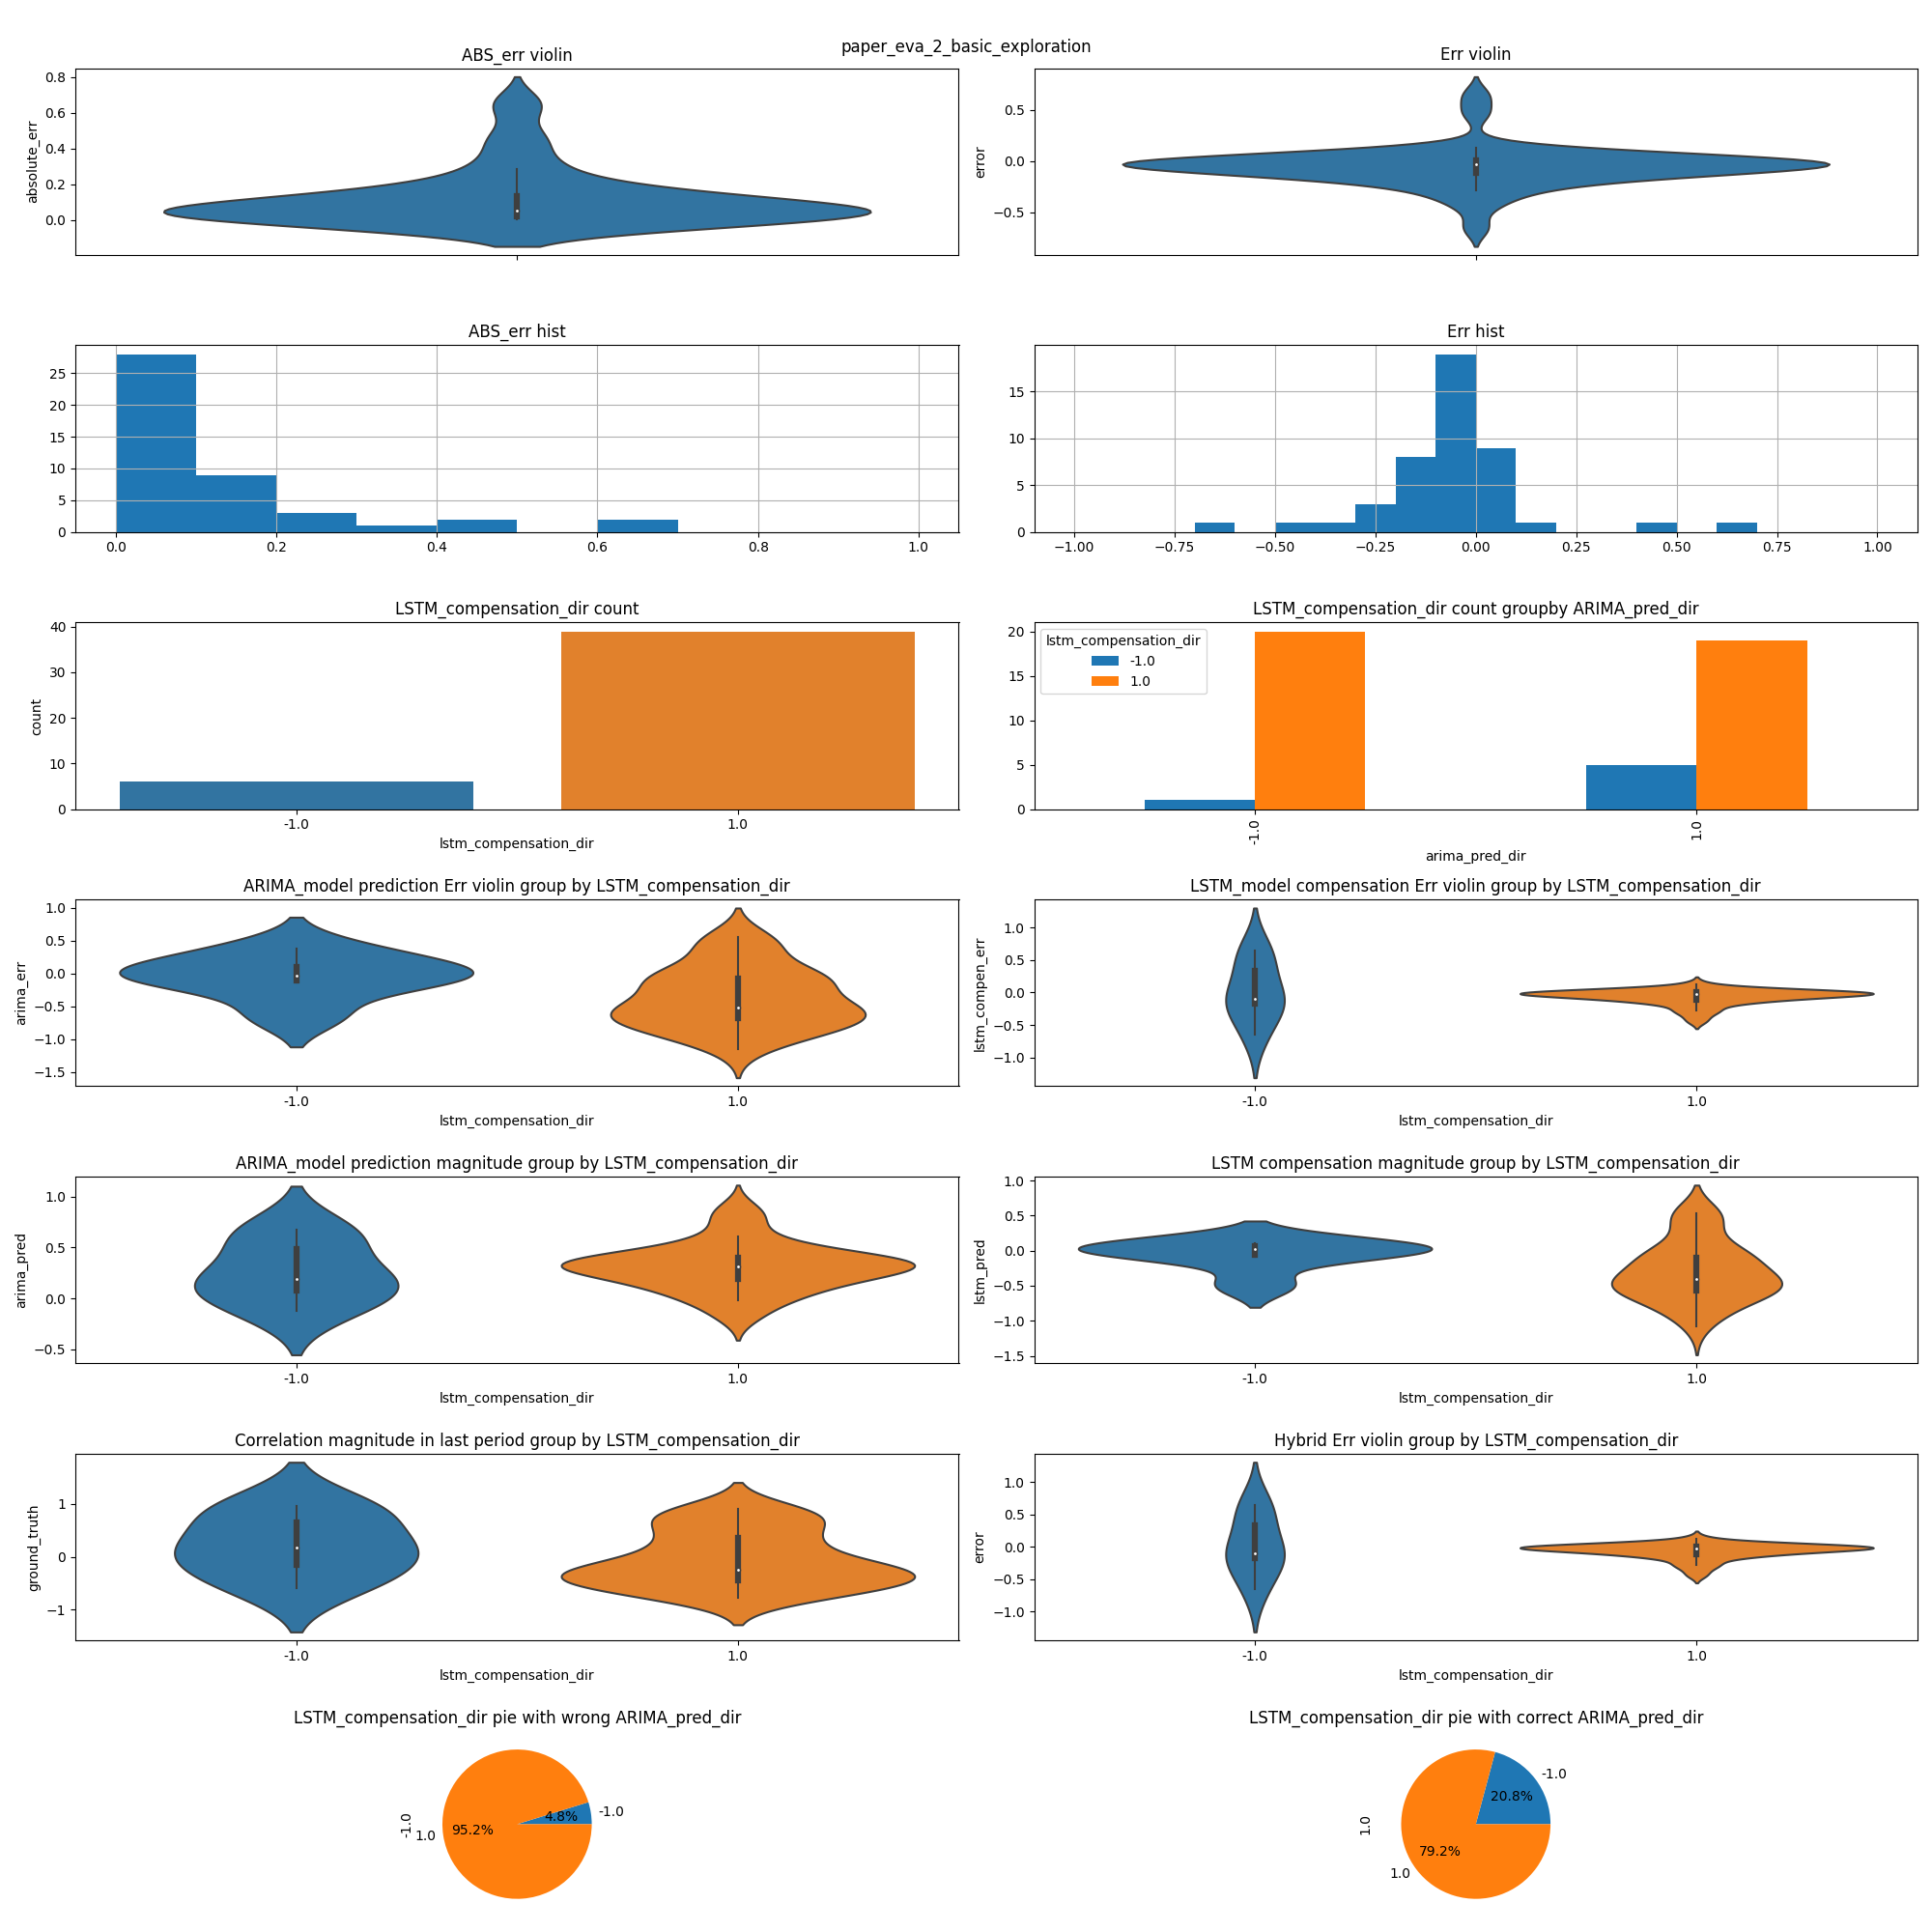 paper_eva_2_basic_exploration
ABS_err violin
absolute_err
0.8
0.6
0.4
0.2
0.0
Err violin
error
0.5
0.0
−0.5
ABS_err hist
25
20
15
10
5
0
0.0 0.2 0.4 0.6 0.8 1.0
Err hist
15
10
5
0
−1.00 −0.75 −0.50 −0.25 0.00 0.25 0.50 0.75 1.00
LSTM_compensation_dir count
count
40
30
20
10
0
-1.0 1.0
lstm_compensation_dir
LSTM_compensation_dir count groupby ARIMA_pred_dir
20
15
10
5
0
lstm_compensation_dir
-1.0
1.0
-1.0 1.0
arima_pred_dir
ARIMA_model prediction Err violin group by LSTM_compensation_dir
arima_err
1.0
0.5
0.0
−0.5
−1.0
−1.5
-1.0 1.0
lstm_compensation_dir
LSTM_model compensation Err violin group by LSTM_compensation_dir
lstm_compen_err
1.0
0.5
0.0
−0.5
−1.0
-1.0 1.0
lstm_compensation_dir
ARIMA_model prediction magnitude group by LSTM_compensation_dir
arima_pred
1.0
0.5
0.0
−0.5
-1.0 1.0
lstm_compensation_dir
LSTM compensation magnitude group by LSTM_compensation_dir
lstm_pred
1.0
0.5
0.0
−0.5
−1.0
−1.5
-1.0 1.0
lstm_compensation_dir
Correlation magnitude in last period group by LSTM_compensation_dir
ground_truth
1
0
−1
-1.0 1.0
lstm_compensation_dir
Hybrid Err violin group by LSTM_compensation_dir
error
1.0
0.5
0.0
−0.5
−1.0
-1.0 1.0
lstm_compensation_dir
LSTM_compensation_dir pie with wrong ARIMA_pred_dir
-1.0
4.8%
-1.0
1.0
95.2%
LSTM_compensation_dir pie with correct ARIMA_pred_dir
1.0
-1.0
20.8%
79.2%
1.0